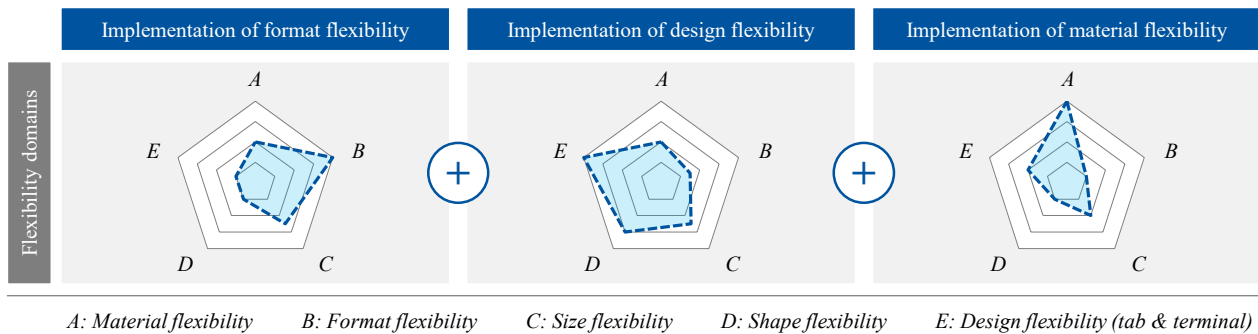 Implementation of format flexibility
Implementation of design flexibility
Implementation of material flexibility
Flexibility domains
A
B
C
D
E
+
A
B
C
D
E
+
A
B
C
D
E
A: Material flexibility B: Format flexibility C: Size flexibility D: Shape flexibility E: Design flexibility (tab & terminal)